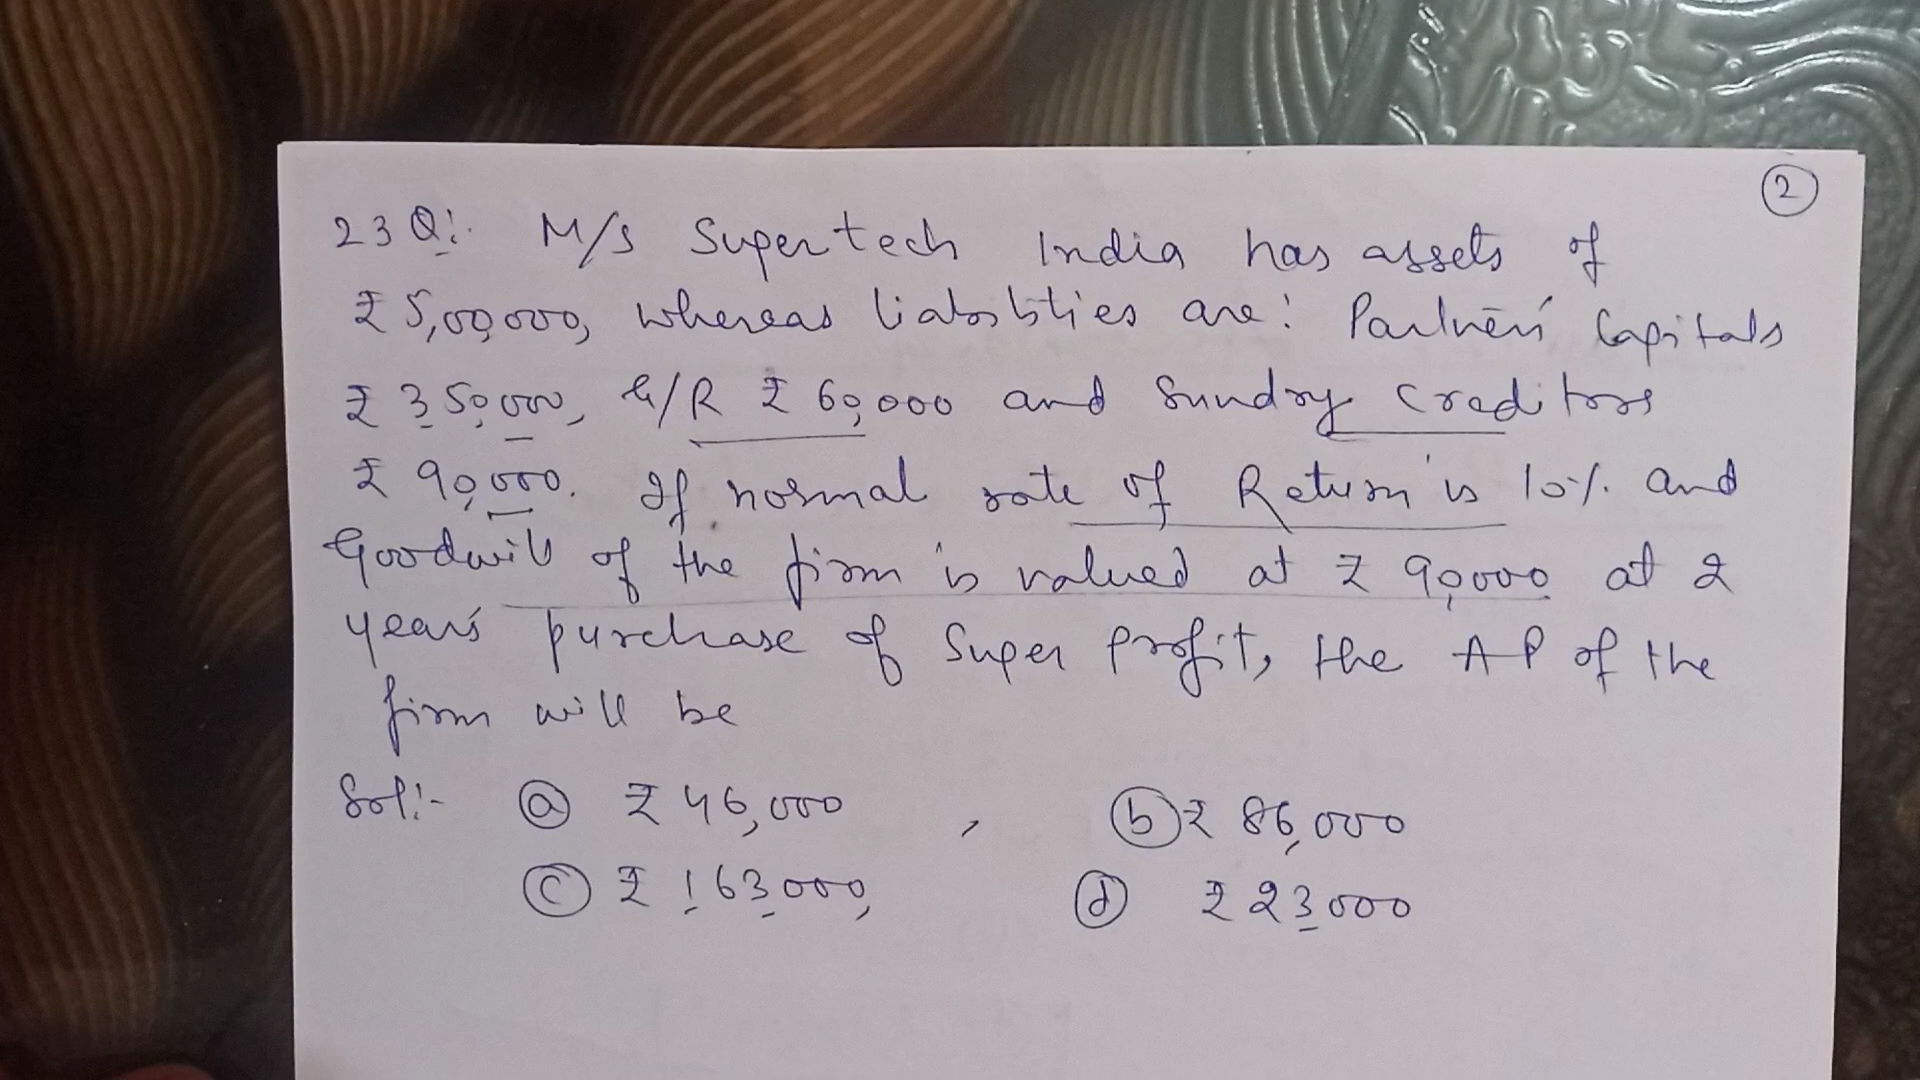 2
23 Q:- M/s Supertech India has assets of
₹ 5,00,000, whereas liabilities are: Partners' Capitals
₹ 3,50,000, G/R ₹ 60,000 and Sundry Creditors
₹ 90,000. If normal rate of Return is 10% and
Goodwill of the firm is valued at ₹ 90,000 at 2
years' purchase of Super Profit, the AP of the
firm will be
Sol:- (a) ₹ 46,000 , (b) ₹ 86,000
(c) ₹ 163,000, (d) ₹ 23,000